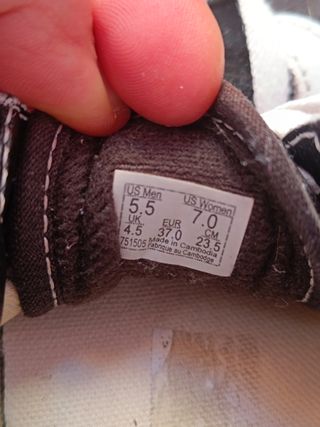 US Men US Women
5.5 7.0
UK EUR CM
4.5 37.0 23.5
751505 Made in Cambodia
Fabriqué au Cambodge